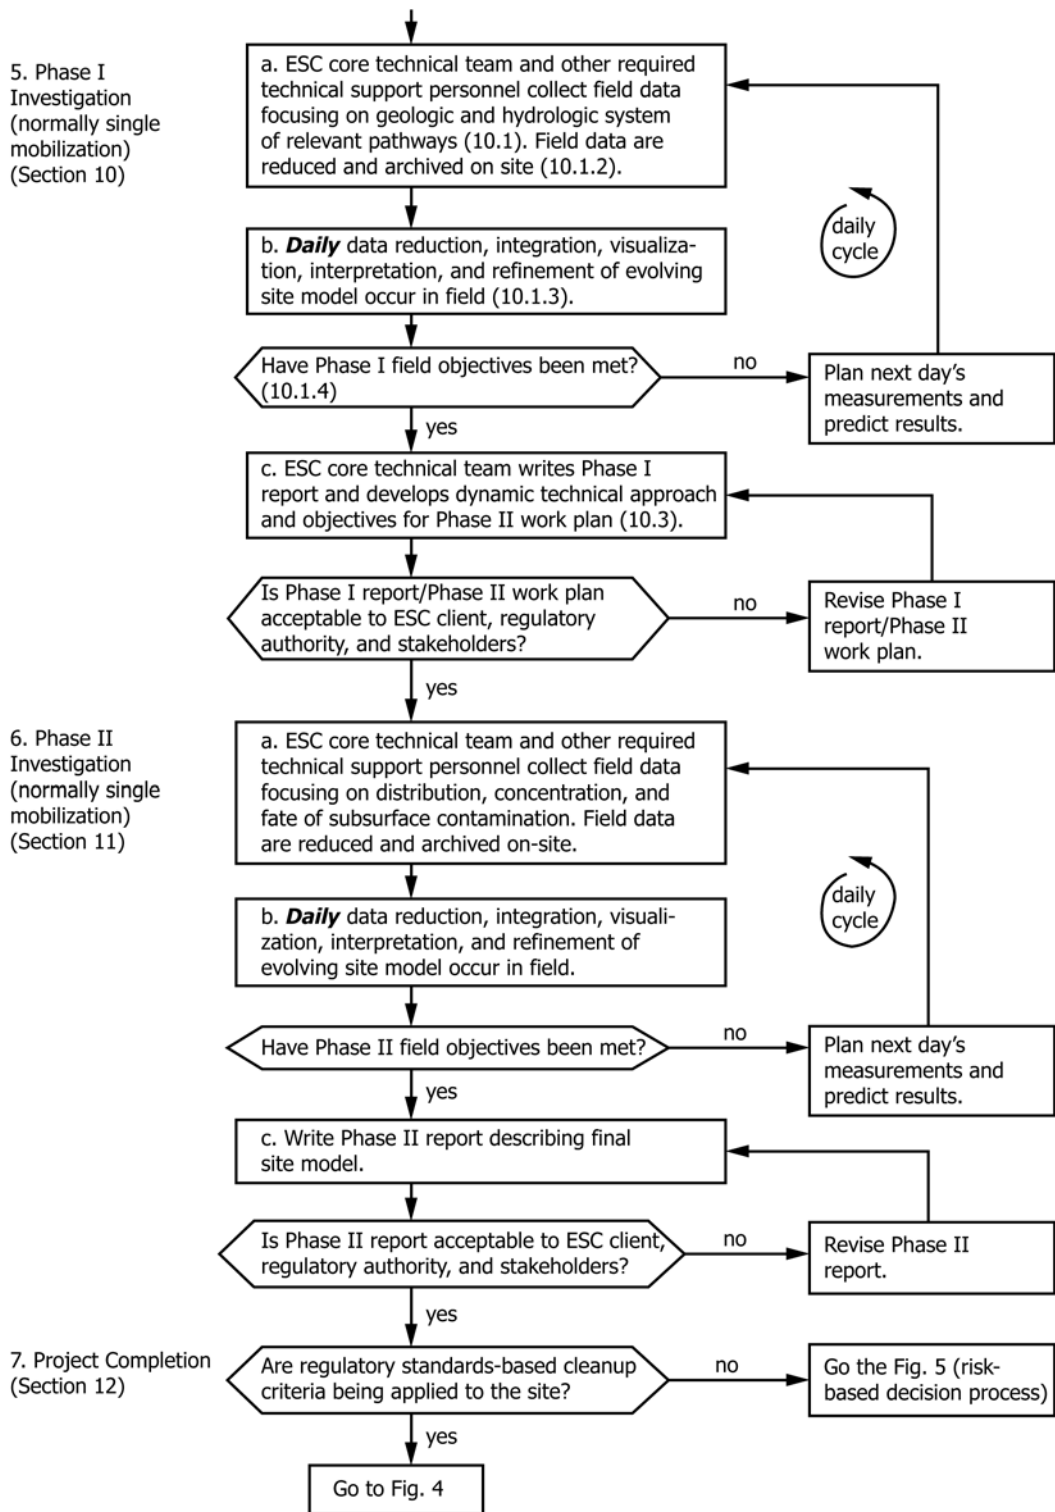 5. Phase I
Investigation
(normally single
mobilization)
(Section 10)
a. ESC core technical team and other required
technical support personnel collect field data
focusing on geologic and hydrologic system
of relevant pathways (10.1). Field data are
reduced and archived on site (10.1.2).
daily
cycle
b. Daily data reduction, integration, visualiza-
tion, interpretation, and refinement of evolving
site model occur in field (10.1.3).
Have Phase I field objectives been met?
(10.1.4)
no
Plan next day's
measurements and
predict results.
yes
c. ESC core technical team writes Phase I
report and develops dynamic technical approach
and objectives for Phase II work plan (10.3).
Is Phase I report/Phase II work plan
acceptable to ESC client, regulatory
authority, and stakeholders?
no
Revise Phase I
report/Phase II
work plan.
yes
6. Phase II
Investigation
(normally single
mobilization)
(Section 11)
a. ESC core technical team and other required
technical support personnel collect field data
focusing on distribution, concentration, and
fate of subsurface contamination. Field data
are reduced and archived on-site.
daily
cycle
b. Daily data reduction, integration, visuali-
zation, interpretation, and refinement of
evolving site model occur in field.
Have Phase II field objectives been met?
no
Plan next day's
measurements and
predict results.
yes
c. Write Phase II report describing final
site model.
Is Phase II report acceptable to ESC client,
regulatory authority, and stakeholders?
no
Revise Phase II
report.
yes
7. Project Completion
(Section 12)
Are regulatory standards-based cleanup
criteria being applied to the site?
no
Go the Fig. 5 (risk-
based decision process)
yes
Go to Fig. 4